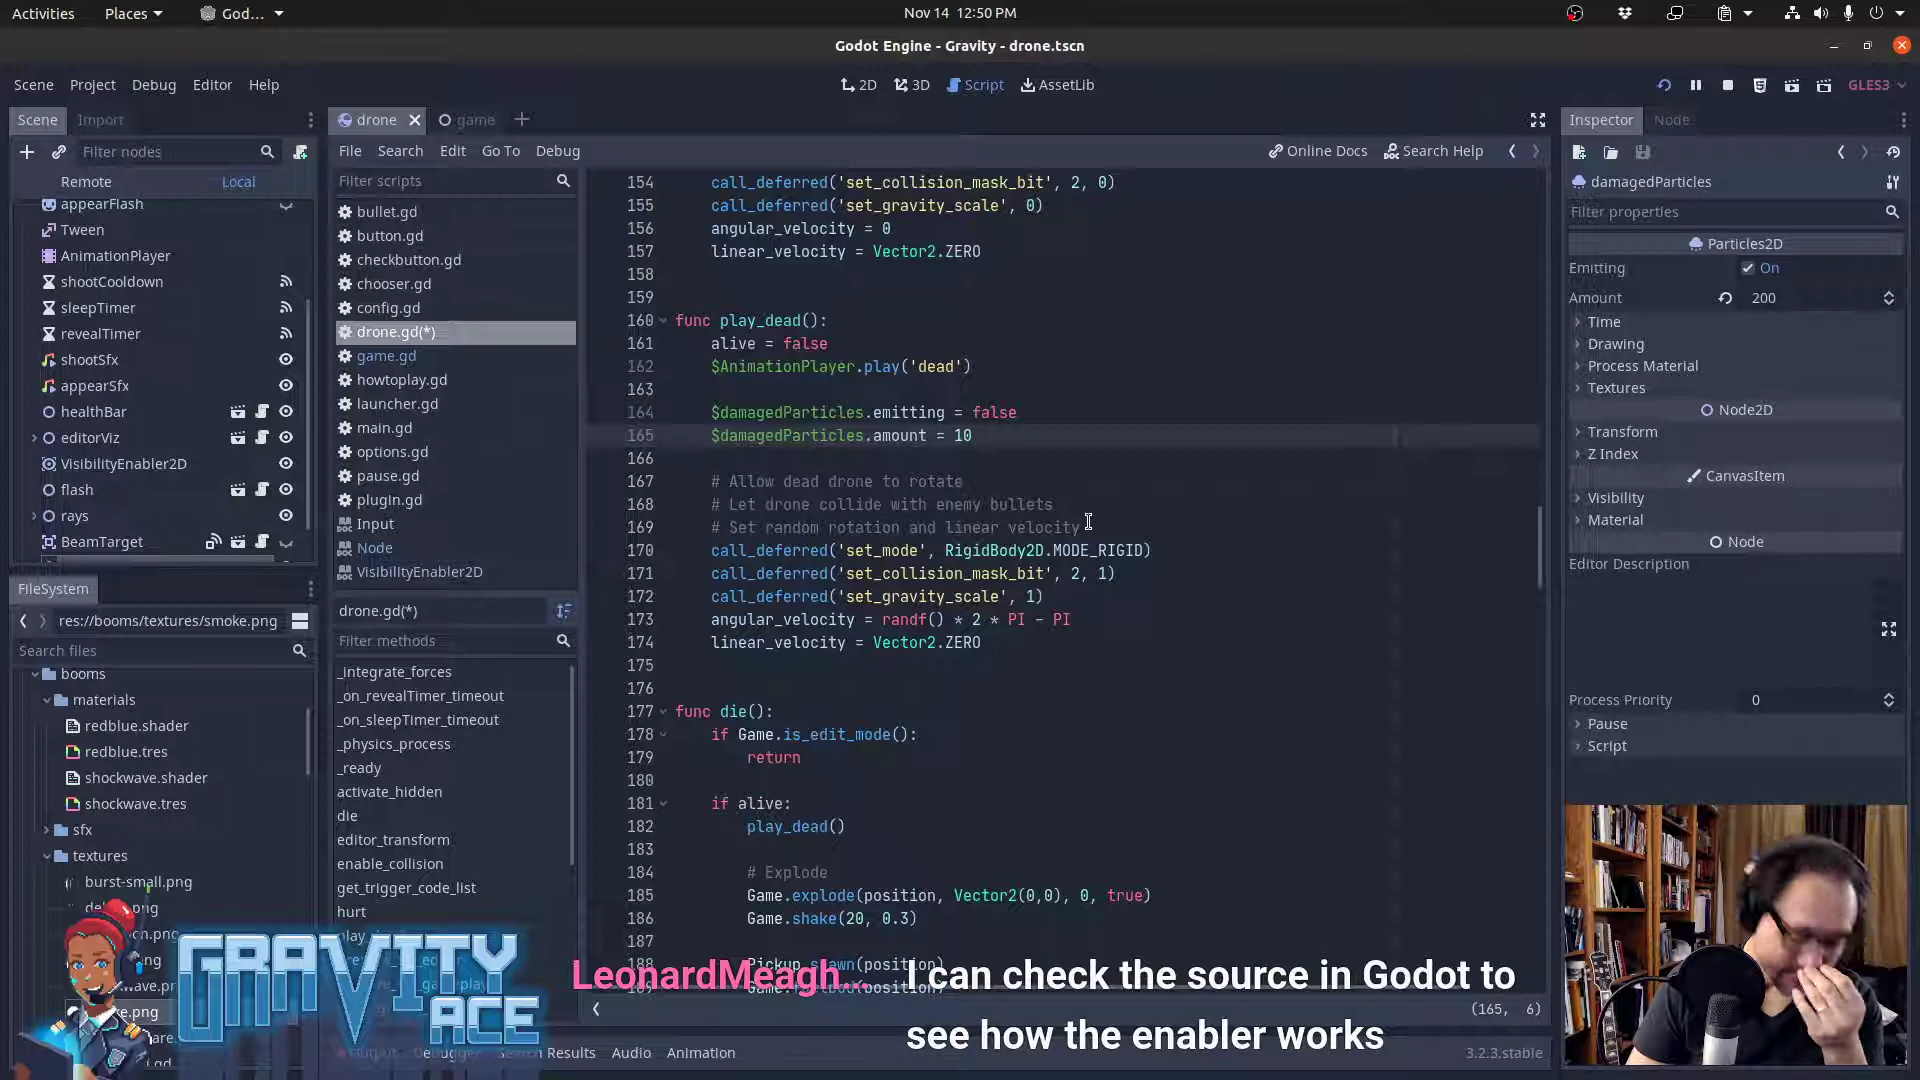 Activities Places God... Nov 14 12:50 PM
Godot Engine - Gravity - drone.tscn
Scene Project Debug Editor Help
2D 3D Script AssetLib
GLES3
Scene Import
drone game
Inspector Node
Filter nodes
File Search Edit Go To Debug
Online Docs Search Help
Remote Local
appearFlash
Tween
AnimationPlayer
shootCooldown
sleepTimer
revealTimer
shootSfx
appearSfx
healthBar
editorViz
VisibilityEnabler2D
flash
rays
BeamTarget
FileSystem
res://booms/textures/smoke.png
Search files
booms
materials
redblue.shader
redblue.tres
shockwave.shader
shockwave.tres
sfx
textures
burst-small.png
Filter scripts
bullet.gd
button.gd
checkbutton.gd
chooser.gd
config.gd
drone.gd(*)
game.gd
howtoplay.gd
launcher.gd
main.gd
options.gd
pause.gd
plugin.gd
Input
Node
VisibilityEnabler2D
drone.gd(*)
Filter methods
_integrate_forces
_on_revealTimer_timeout
_on_sleepTimer_timeout
_physics_process
_ready
activate_hidden
die
editor_transform
enable_collision
get_trigger_code_list
hurt
154 call_deferred('set_collision_mask_bit', 2, 0)
155 call_deferred('set_gravity_scale', 0)
156 angular_velocity = 0
157 linear_velocity = Vector2.ZERO
158
159
160 func play_dead():
161 alive = false
162 $AnimationPlayer.play('dead')
163
164 $damagedParticles.emitting = false
165 $damagedParticles.amount = 10
166
167 # Allow dead drone to rotate
168 # Let drone collide with enemy bullets
169 # Set random rotation and linear velocity
170 call_deferred('set_mode', RigidBody2D.MODE_RIGID)
171 call_deferred('set_collision_mask_bit', 2, 1)
172 call_deferred('set_gravity_scale', 1)
173 angular_velocity = randf() * 2 * PI - PI
174 linear_velocity = Vector2.ZERO
175
176
177 func die():
178 if Game.is_edit_mode():
179 return
180
181 if alive:
182 play_dead()
183
184 # Explode
185 Game.explode(position, Vector2(0,0), 0, true)
186 Game.shake(20, 0.3)
187
188
damagedParticles
Filter properties
Particles2D
Emitting On
Amount 200
Time
Drawing
Process Material
Textures
Node2D
Transform
Z Index
CanvasItem
Visibility
Material
Node
Editor Description
Process Priority 0
Pause
Script
GRAVITY
ACE
LeonardMeagh... I can check the source in Godot to
see how the enabler works
(165, 6)
Audio Animation
3.2.3.stable